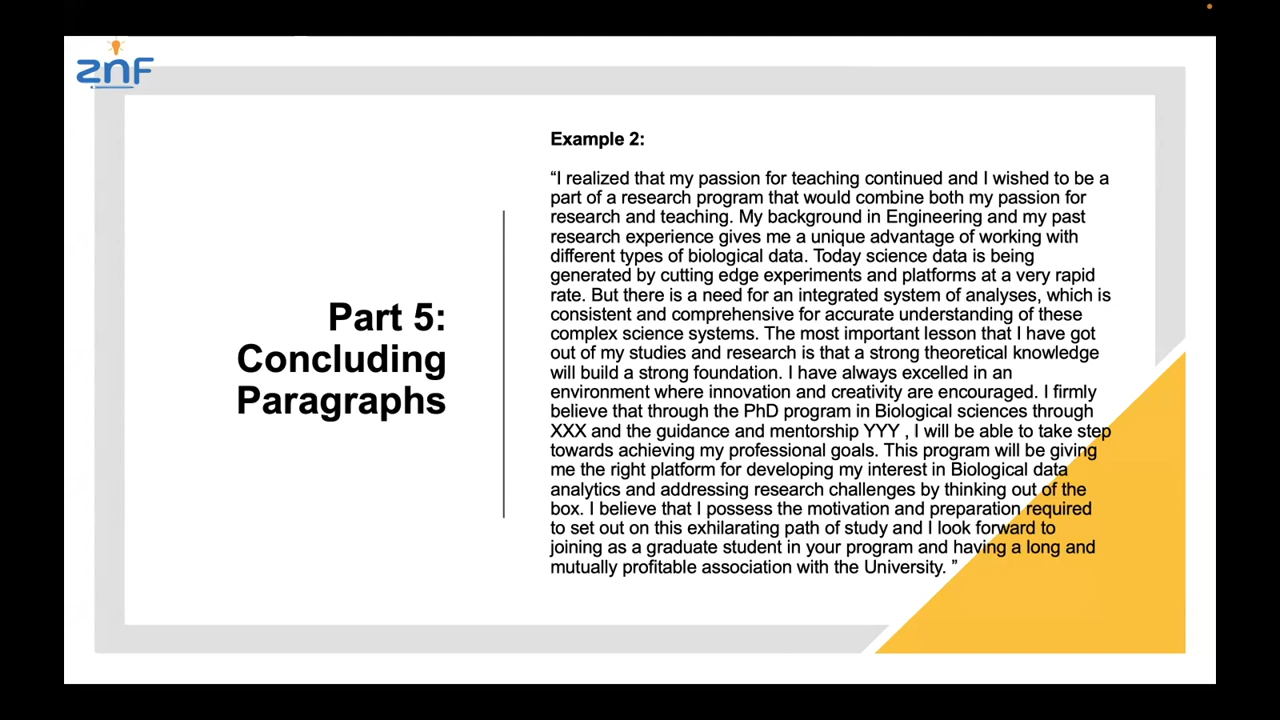 znF
Example 2:
“I realized that my passion for teaching continued and I wished to be a
part of a research program that would combine both my passion for
research and teaching. My background in Engineering and my past
research experience gives me a unique advantage of working with
different types of biological data. Today science data is being
generated by cutting edge experiments and platforms at a very rapid
rate. But there is a need for an integrated system of analyses, which is
consistent and comprehensive for accurate understanding of these
complex science systems. The most important lesson that I have got
out of my studies and research is that a strong theoretical knowledge
will build a strong foundation. I have always excelled in an
environment where innovation and creativity are encouraged. I firmly
believe that through the PhD program in Biological sciences through
XXX and the guidance and mentorship YYY , I will be able to take step
towards achieving my professional goals. This program will be giving
me the right platform for developing my interest in Biological data
analytics and addressing research challenges by thinking out of the
box. I believe that I possess the motivation and preparation required
to set out on this exhilarating path of study and I look forward to
joining as a graduate student in your program and having a long and
mutually profitable association with the University. ”
Part 5:
Concluding
Paragraphs